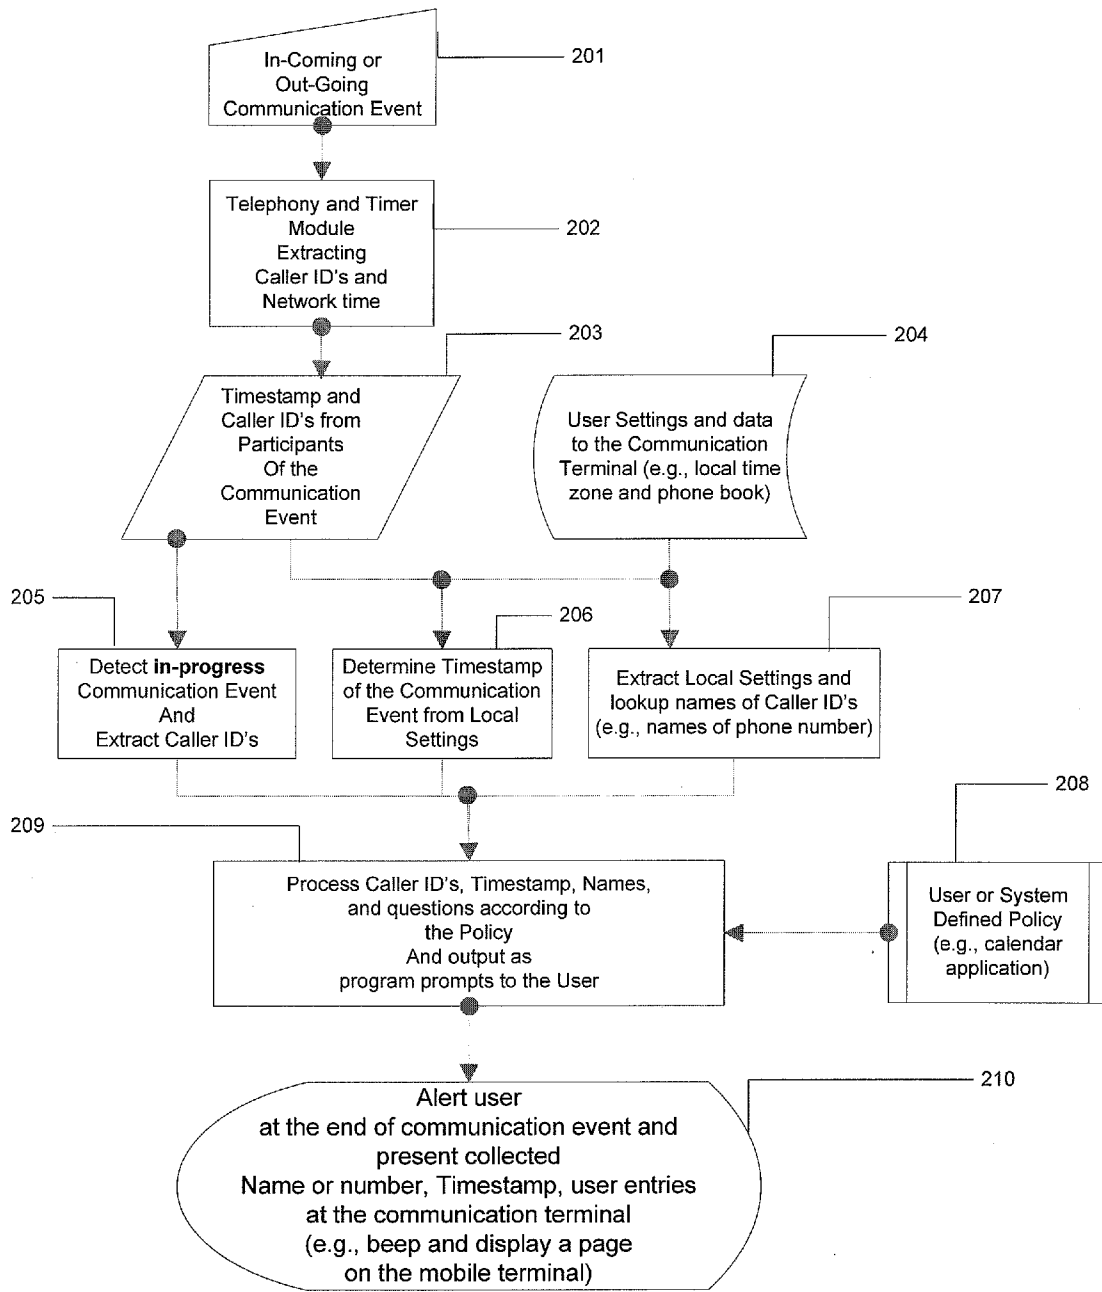 In-Coming or
Out-Going
Communication Event
201
Telephony and Timer
Module
Extracting
Caller ID's and
Network time
202
203
204
Timestamp and
Caller ID's from
Participants
Of the
Communication
Event
User Settings and data
to the Communication
Terminal (e.g., local time
zone and phone book)
205
206
207
Detect in-progress
Communication Event
And
Extract Caller ID's
Determine Timestamp
of the Communication
Event from Local
Settings
Extract Local Settings and
lookup names of Caller ID's
(e.g., names of phone number)
208
209
Process Caller ID's, Timestamp, Names,
and questions according to
the Policy
And output as
program prompts to the User
User or System
Defined Policy
(e.g., calendar
application)
210
Alert user
at the end of communication event and
present collected
Name or number, Timestamp, user entries
at the communication terminal
(e.g., beep and display a page
on the mobile terminal)